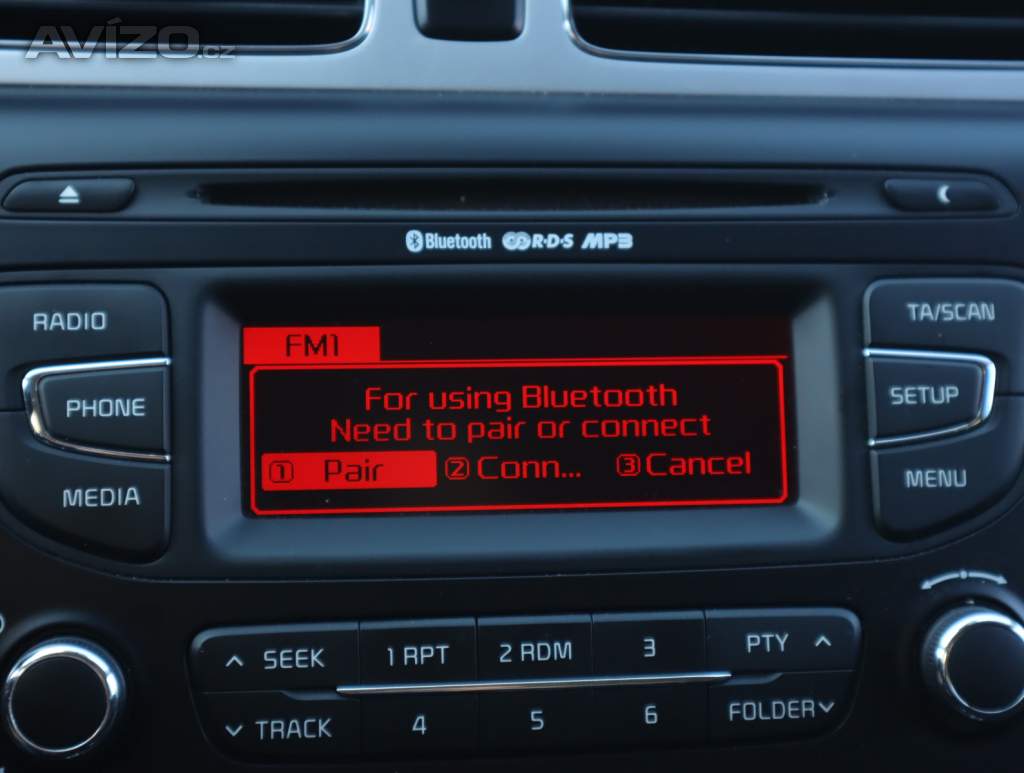 AVÍZO.cz
Bluetooth R·D·S MP3
RADIO
TA/SCAN
FM1
For using Bluetooth
PHONE
SETUP
Need to pair or connect
1 Pair 2 Conn... 3 Cancel
MEDIA
MENU
SEEK 1 RPT 2 RDM 3 PTY
TRACK 4 5 6 FOLDER